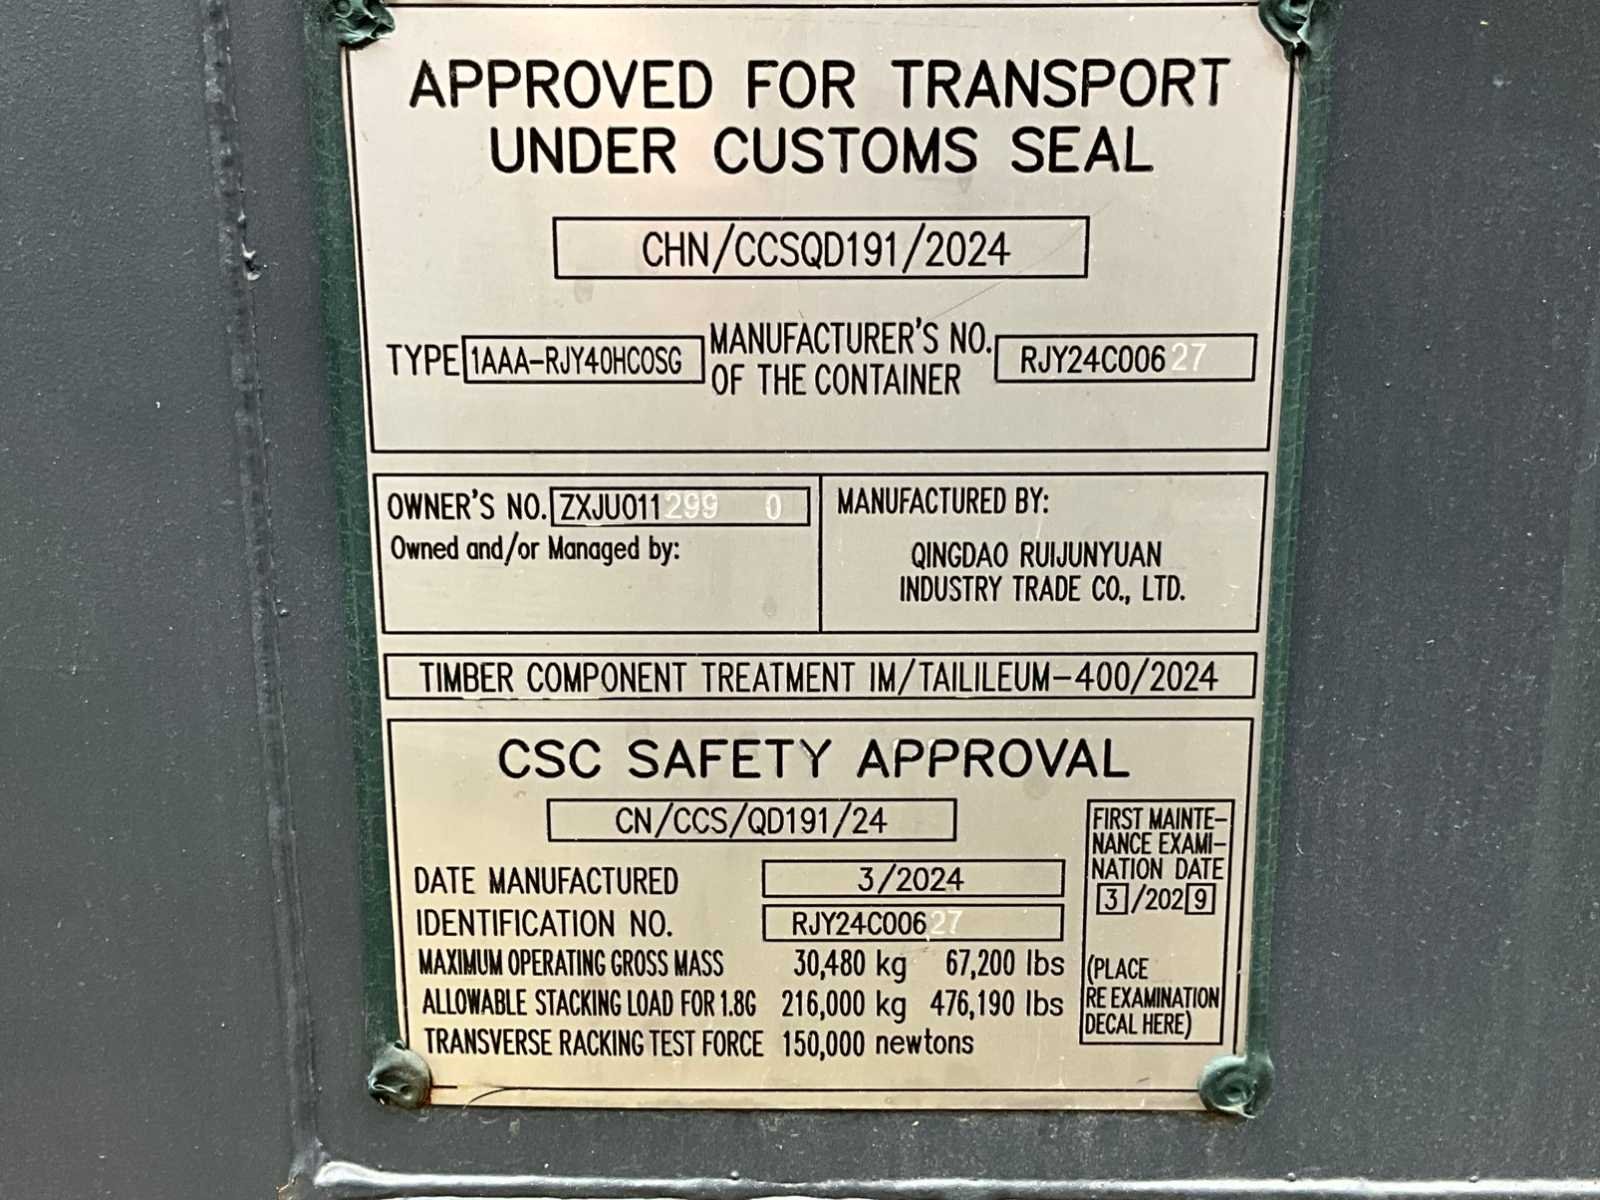 APPROVED FOR TRANSPORT
UNDER CUSTOMS SEAL
CHN/CCSQD191/2024
TYPE 1AAA-RJY40HCOSG MANUFACTURER'S NO. OF THE CONTAINER RJY24C00627
OWNER'S NO. ZXJU011299 0
Owned and/or Managed by:
MANUFACTURED BY:
QINGDAO RUIJUNYUAN
INDUSTRY TRADE CO., LTD.
TIMBER COMPONENT TREATMENT IM/TAILILEUM-400/2024
CSC SAFETY APPROVAL
CN/CCS/QD191/24
DATE MANUFACTURED 3/2024
IDENTIFICATION NO. RJY24C00627
MAXIMUM OPERATING GROSS MASS 30,480 kg 67,200 lbs
ALLOWABLE STACKING LOAD FOR 1.8G 216,000 kg 476,190 lbs
TRANSVERSE RACKING TEST FORCE 150,000 newtons
FIRST MAINTE-
NANCE EXAMI-
NATION DATE
3/2029
(PLACE
RE EXAMINATION
DECAL HERE)